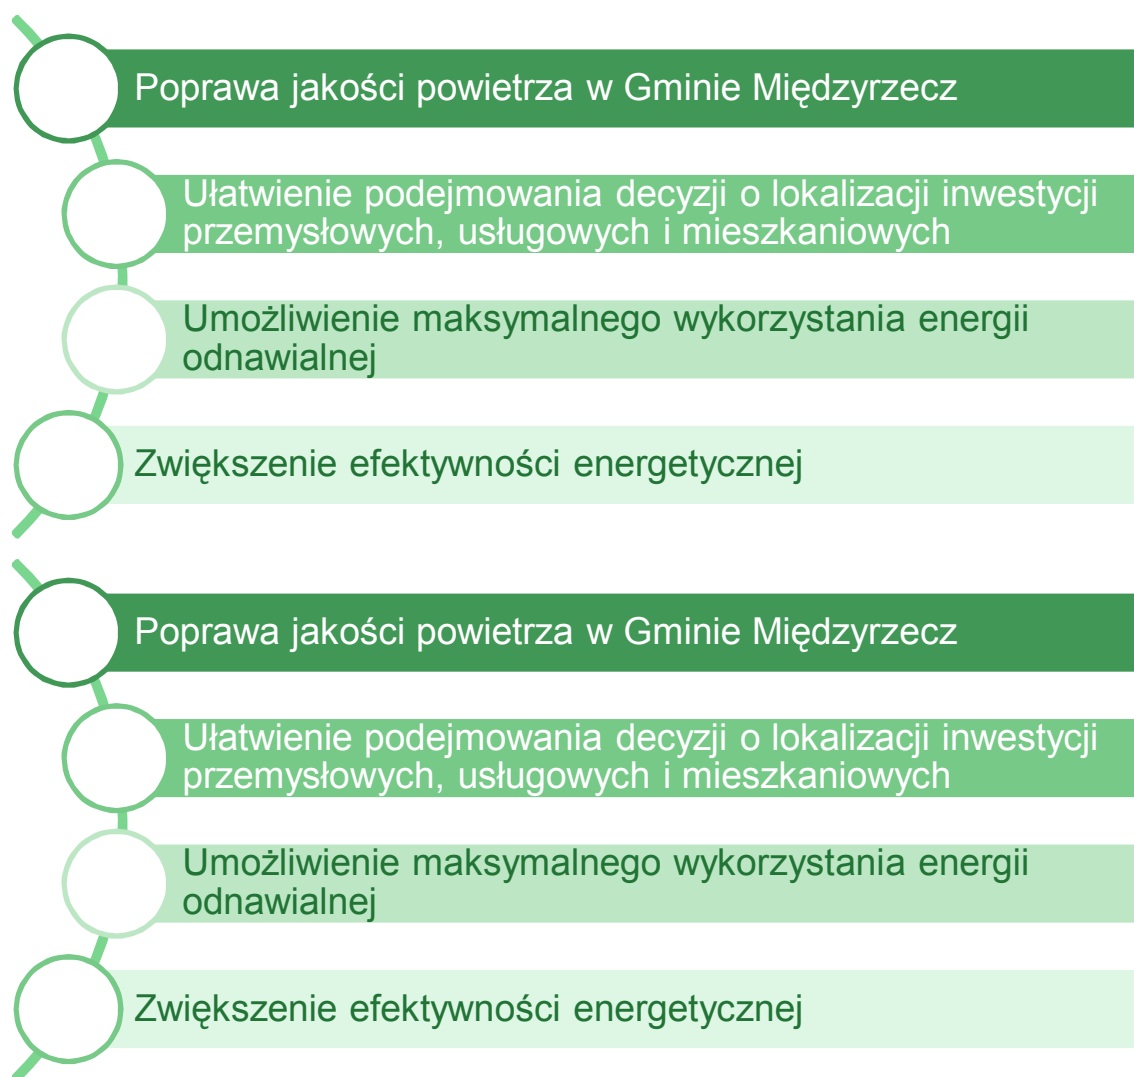 Poprawa jakości powietrza w Gminie Międzyrzecz
Ułatwienie podejmowania decyzji o lokalizacji inwestycji
przemysłowych, usługowych i mieszkaniowych
Umożliwienie maksymalnego wykorzystania energii
odnawialnej
Zwiększenie efektywności energetycznej
Poprawa jakości powietrza w Gminie Międzyrzecz
Ułatwienie podejmowania decyzji o lokalizacji inwestycji
przemysłowych, usługowych i mieszkaniowych
Umożliwienie maksymalnego wykorzystania energii
odnawialnej
Zwiększenie efektywności energetycznej